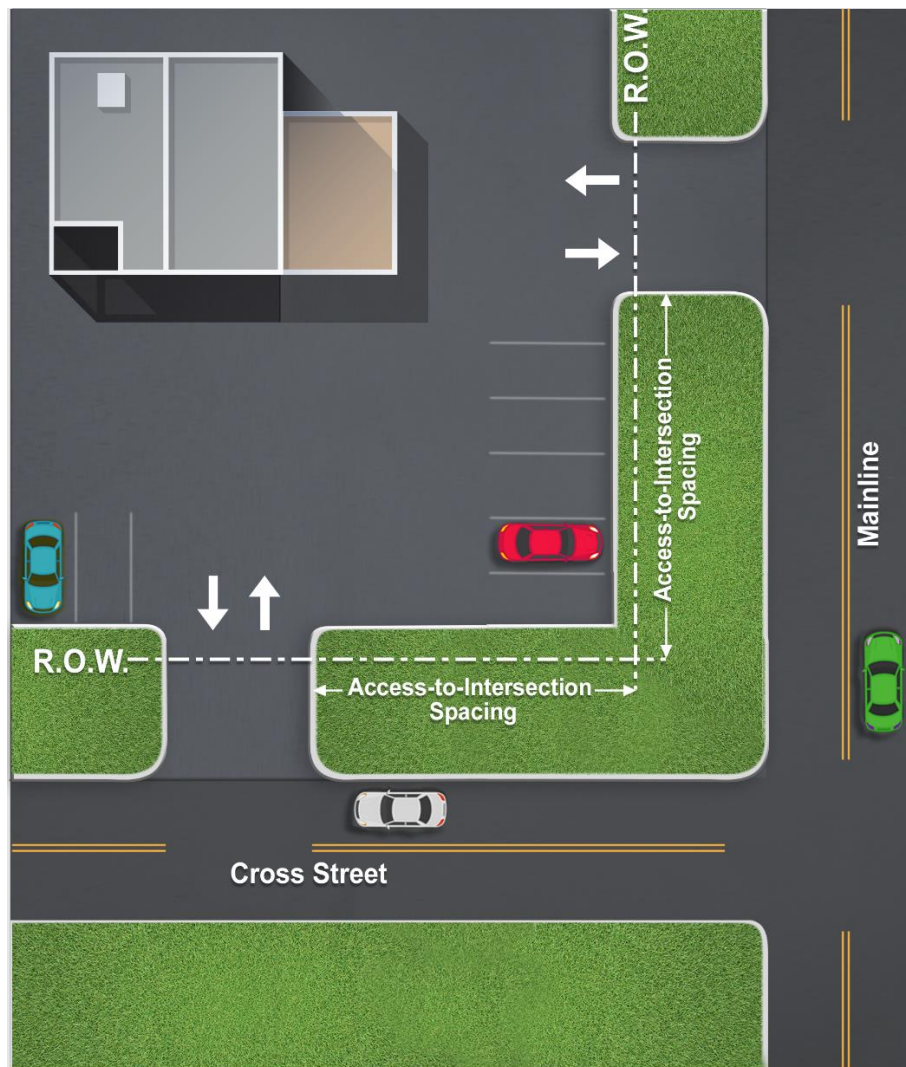 R.O.W.
Access-to-Intersection
Spacing
Mainline
R.O.W.
Access-to-Intersection
Spacing
Cross Street